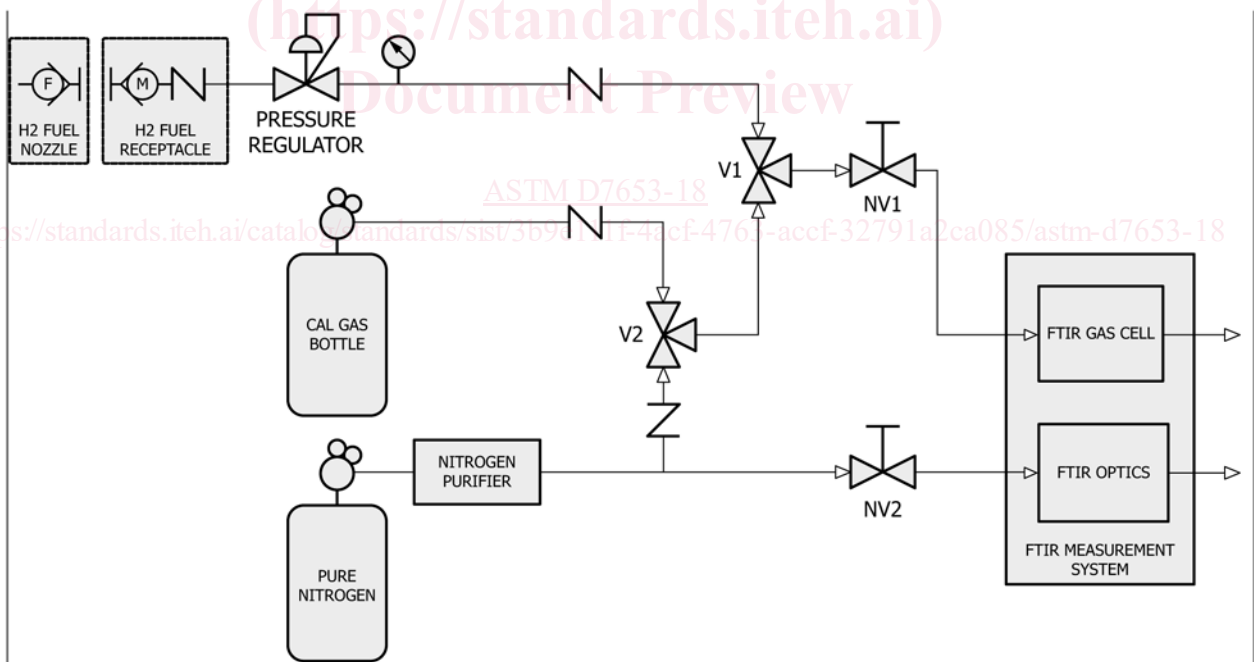 (https://standards.iteh.ai)
Document Preview
F
M
H2 FUEL
NOZZLE
H2 FUEL
RECEPTACLE
PRESSURE
REGULATOR
V1
NV1
ASTM D7653-18
CAL GAS
BOTTLE
V2
FTIR GAS CELL
NITROGEN
PURIFIER
NV2
FTIR OPTICS
FTIR MEASUREMENT
SYSTEM
PURE
NITROGEN